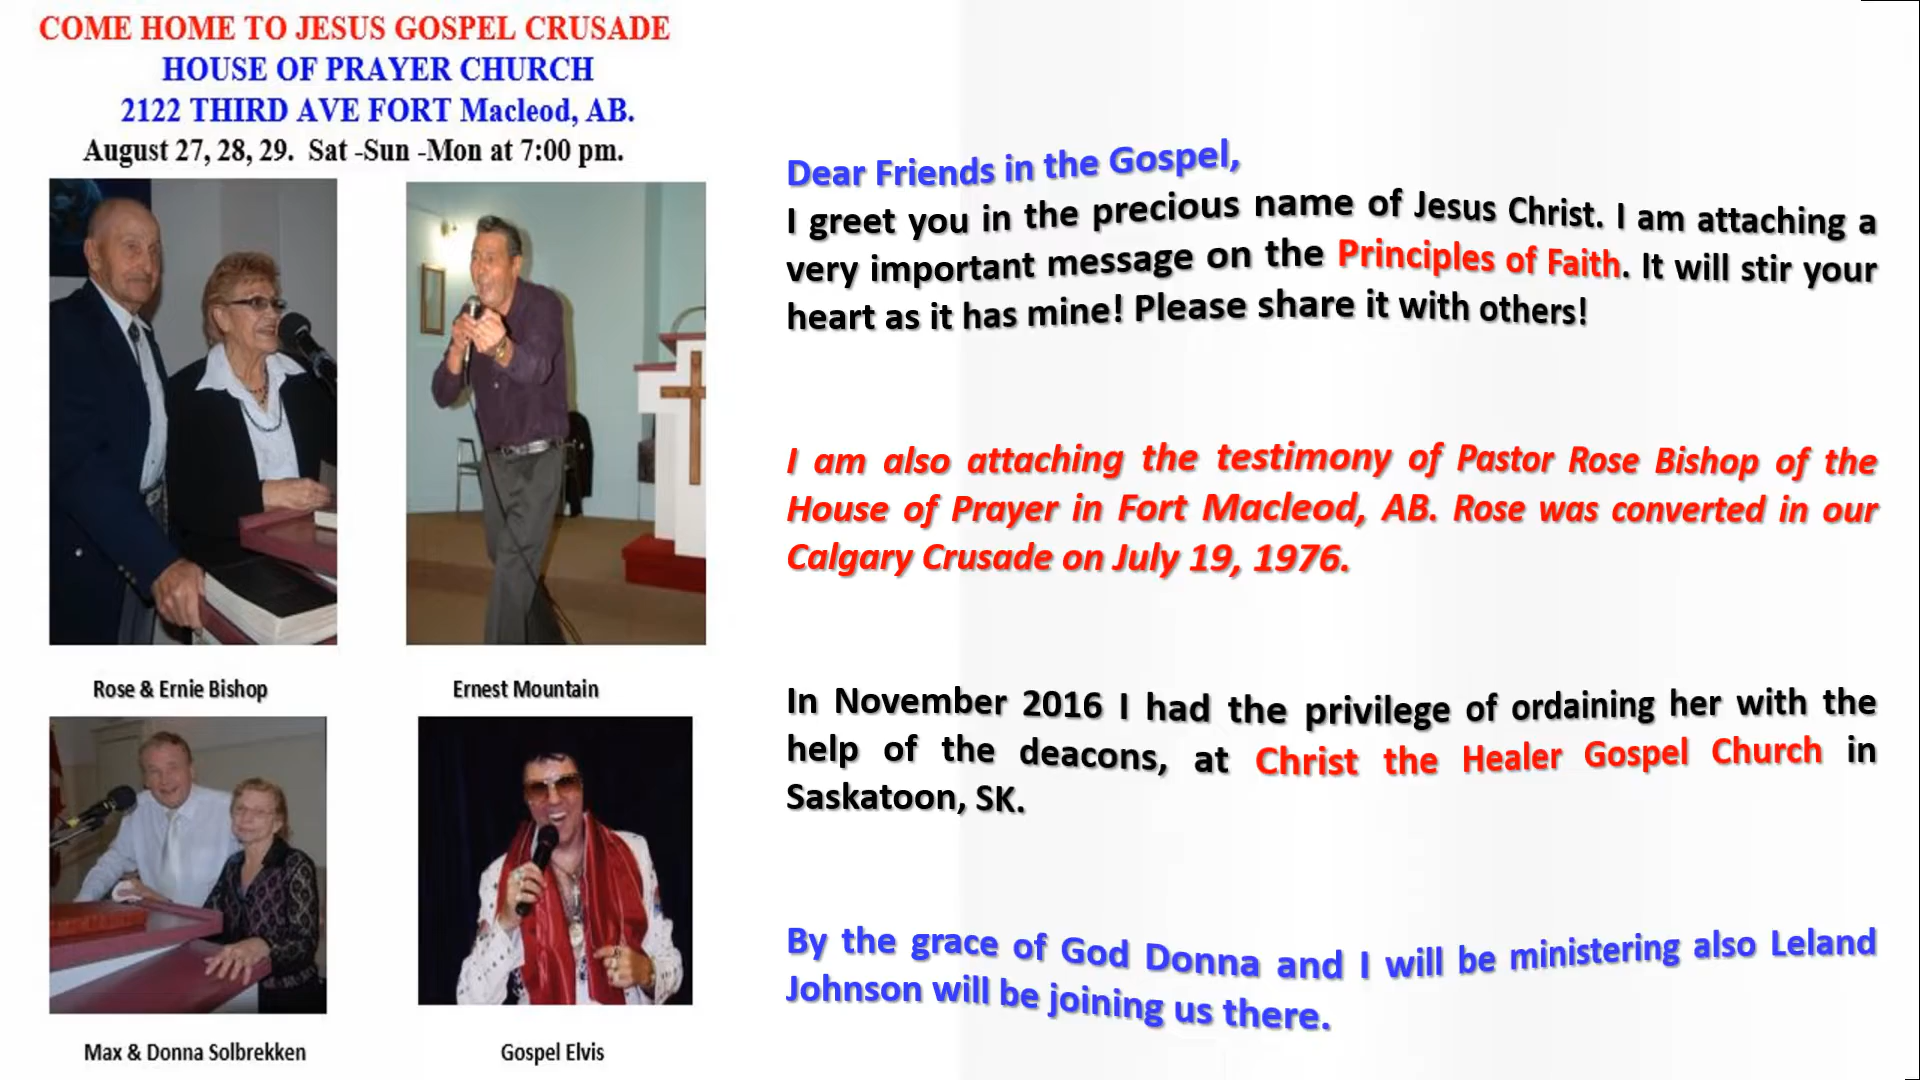 COME HOME TO JESUS GOSPEL CRUSADE
HOUSE OF PRAYER CHURCH
2122 THIRD AVE FORT Macleod, AB.
August 27, 28, 29. Sat -Sun -Mon at 7:00 pm.
Rose & Ernie Bishop
Ernest Mountain
Max & Donna Solbrekken
Gospel Elvis
Dear Friends in the Gospel,
I greet you in the precious name of Jesus Christ. I am attaching a
very important message on the Principles of Faith. It will stir your
heart as it has mine! Please share it with others!
I am also attaching the testimony of Pastor Rose Bishop of the
House of Prayer in Fort Macleod, AB. Rose was converted in our
Calgary Crusade on July 19, 1976.
In November 2016 I had the privilege of ordaining her with the
help of the deacons, at Christ the Healer Gospel Church in
Saskatoon, SK.
By the grace of God Donna and I will be ministering also Leland
Johnson will be joining us there.